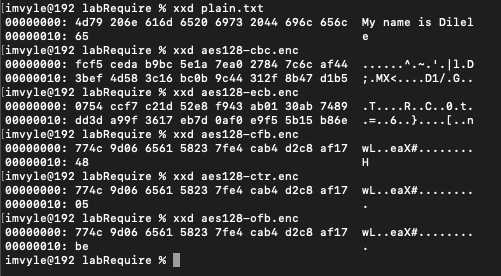 [imvyle@192 labRequire % xxd plain.txt
00000000: 4d79 206e 616d 6520 6973 2044 696c 656c  My name is Dilel
00000010: 65                                       e
[imvyle@192 labRequire % xxd aes128-cbc.enc
00000000: fcf5 ceda b9bc 5e1a 7ea0 2784 7c6c af44  ......^.~.'.|l.D
00000010: 3bef 4d58 3c16 bc0b 9c44 312f 8b47 d1b5  ;.MX<....D1/.G..
[imvyle@192 labRequire % xxd aes128-ecb.enc
00000000: 0754 ccf7 c21d 52e8 f943 ab01 30ab 7489  .T....R..C..0.t.
00000010: dd3d a99f 3617 eb7d 0af0 e9f5 5b15 b86e  .=..6..}....[..n
[imvyle@192 labRequire % xxd aes128-cfb.enc
00000000: 774c 9d06 6561 5823 7fe4 cab4 d2c8 af17  wL..eaX#........
00000010: 48                                       H
[imvyle@192 labRequire % xxd aes128-ctr.enc
00000000: 774c 9d06 6561 5823 7fe4 cab4 d2c8 af17  wL..eaX#........
00000010: 05                                       .
[imvyle@192 labRequire % xxd aes128-ofb.enc
00000000: 774c 9d06 6561 5823 7fe4 cab4 d2c8 af17  wL..eaX#........
00000010: be                                       .
imvyle@192 labRequire %